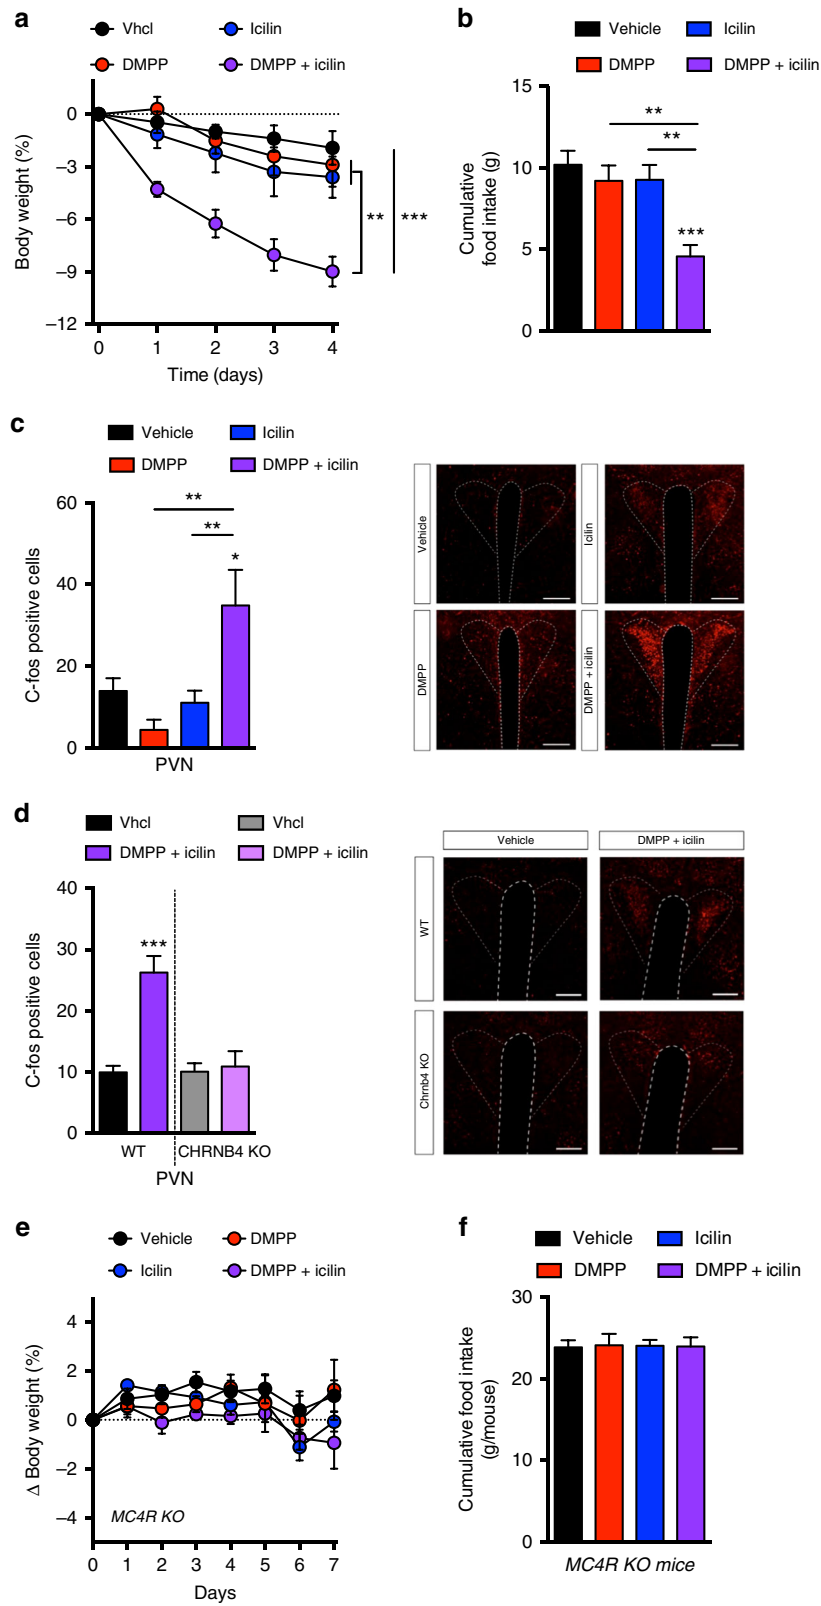 a
Vhcl
Icilin
DMPP
DMPP + icilin
Body weight (%)
0
−3
−6
−9
−12
0 1 2 3 4
Time (days)
**
***
b
Vehicle
Icilin
DMPP
DMPP + icilin
Cumulative
food intake (g)
15
10
5
0
**
**
***
c
Vehicle
Icilin
DMPP
DMPP + icilin
C-fos positive cells
60
40
20
0
**
**
*
PVN
Vehicle
Icilin
DMPP
DMPP + icilin
d
Vhcl
Vhcl
DMPP + icilin
DMPP + icilin
C-fos positive cells
40
30
20
10
0
***
WT
CHRNB4 KO
PVN
Vehicle
DMPP + icilin
WT
Chrnb4 KO
e
Vehicle
DMPP
Icilin
DMPP + icilin
Δ Body weight (%)
4
2
0
−2
−4
MC4R KO
0 1 2 3 4 5 6 7
Days
f
Vehicle
Icilin
DMPP
DMPP + icilin
Cumulative food intake
(g/mouse)
30
20
10
0
MC4R KO mice